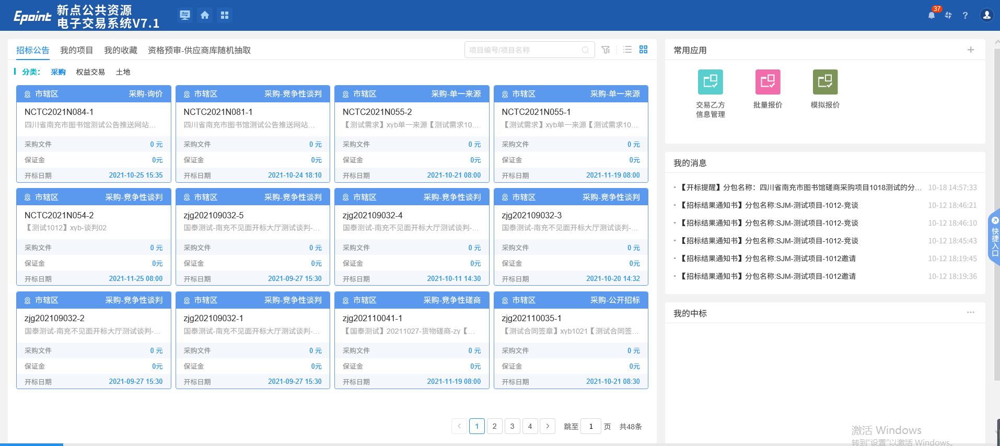 Epoint
新点公共资源
电子交易系统V7.1
37
?
招标公告
我的项目
我的收藏
资格预审-供应商库随机抽取
项目编号/项目名称
分类：
采购
权益交易
土地
市辖区
采购-询价
NCTC2021N084-1
四川省南充市图书馆测试公告推送网站...
采购文件
0 元
保证金
0元
开标日期
2021-10-25 15:35
市辖区
采购-竞争性谈判
NCTC2021N081-1
四川省南充市图书馆测试公告推送网站...
采购文件
0 元
保证金
0元
开标日期
2021-10-24 18:10
市辖区
采购-单一来源
NCTC2021N055-2
【测试需求】xyb单一来源【测试需求10...
采购文件
0 元
保证金
0元
开标日期
2021-10-21 08:00
市辖区
采购-单一来源
NCTC2021N055-1
【测试需求】xyb单一来源【测试需求10...
采购文件
0 元
保证金
0元
开标日期
2021-11-19 08:00
市辖区
采购-竞争性谈判
NCTC2021N054-2
【测试1012】xyb-谈判02
采购文件
0 元
保证金
0元
开标日期
2021-11-25 08:00
市辖区
采购-竞争性谈判
zjg202109032-5
国泰测试-南充不见面开标大厅测试谈判-...
采购文件
0 元
保证金
0元
开标日期
2021-09-27 15:30
市辖区
采购-竞争性谈判
zjg202109032-4
国泰测试-南充不见面开标大厅测试谈判-...
采购文件
0 元
保证金
0元
开标日期
2021-10-11 14:30
市辖区
采购-竞争性谈判
zjg202109032-3
国泰测试-南充不见面开标大厅测试谈判-...
采购文件
0 元
保证金
0元
开标日期
2021-10-20 14:32
市辖区
采购-竞争性谈判
zjg202109032-2
国泰测试-南充不见面开标大厅测试谈判-...
采购文件
0 元
保证金
0元
开标日期
2021-09-27 15:30
市辖区
采购-竞争性谈判
zjg202109032-1
国泰测试-南充不见面开标大厅测试谈判-...
采购文件
0 元
保证金
0元
开标日期
2021-09-27 15:30
市辖区
采购-竞争性磋商
zjg202110041-1
【国泰测试】20211027-货物磋商-zy【...
采购文件
0 元
保证金
0元
开标日期
2021-11-19 08:00
市辖区
采购-公开招标
zjg202110035-1
【测试合同签章】xyb1021【测试合同签...
采购文件
0 元
保证金
0元
开标日期
2021-10-21 08:30
1
2
3
4
跳至 1 页
共48条
常用应用
交易乙方
信息管理
批量报价
模拟报价
我的消息
【开标提醒】分包名称：四川省南充市图书馆磋商采购项目1018测试的分... 10-18 14:57:33
【招标结果通知书】分包名称:SJM-测试项目-1012-竞谈 10-12 18:46:21
【招标结果通知书】分包名称:SJM-测试项目-1012-竞谈 10-12 18:46:10
【招标结果通知书】分包名称:SJM-测试项目-1012-竞谈 10-12 18:45:43
【招标结果通知书】分包名称:SJM-测试项目-1012邀请 10-12 18:19:45
【招标结果通知书】分包名称:SJM-测试项目-1012邀请 10-12 18:19:36
快捷入口
我的中标
激活 Windows
转到“设置”以激活 Windows。